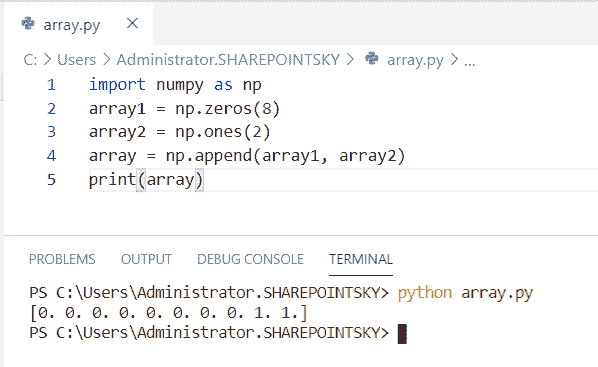 array.py
C: > Users > Administrator.SHAREPOINTSKY > array.py > ...
1 import numpy as np
2 array1 = np.zeros(8)
3 array2 = np.ones(2)
4 array = np.append(array1, array2)
5 print(array)
PROBLEMS OUTPUT DEBUG CONSOLE TERMINAL
PS C:\Users\Administrator.SHAREPOINTSKY> python array.py
[0. 0. 0. 0. 0. 0. 0. 0. 1. 1.]
PS C:\Users\Administrator.SHAREPOINTSKY>